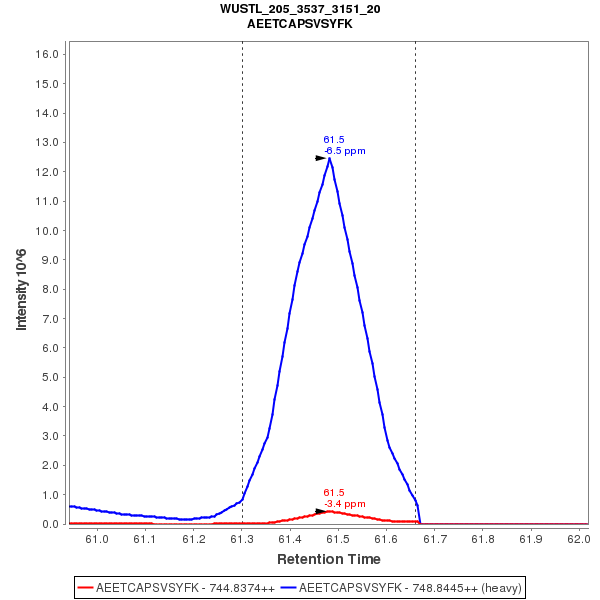 WUSTL_205_3537_3151_20
AEETCAPSVSYFK
Intensity 10^6
16.0
15.0
14.0
13.0
12.0
11.0
10.0
9.0
8.0
7.0
6.0
5.0
4.0
3.0
2.0
1.0
0.0
61.5
-6.5 ppm
61.5
-3.4 ppm
61.0 61.1 61.2 61.3 61.4 61.5 61.6 61.7 61.8 61.9 62.0
Retention Time
AEETCAPSVSYFK - 744.8374++ AEETCAPSVSYFK - 748.8445++ (heavy)